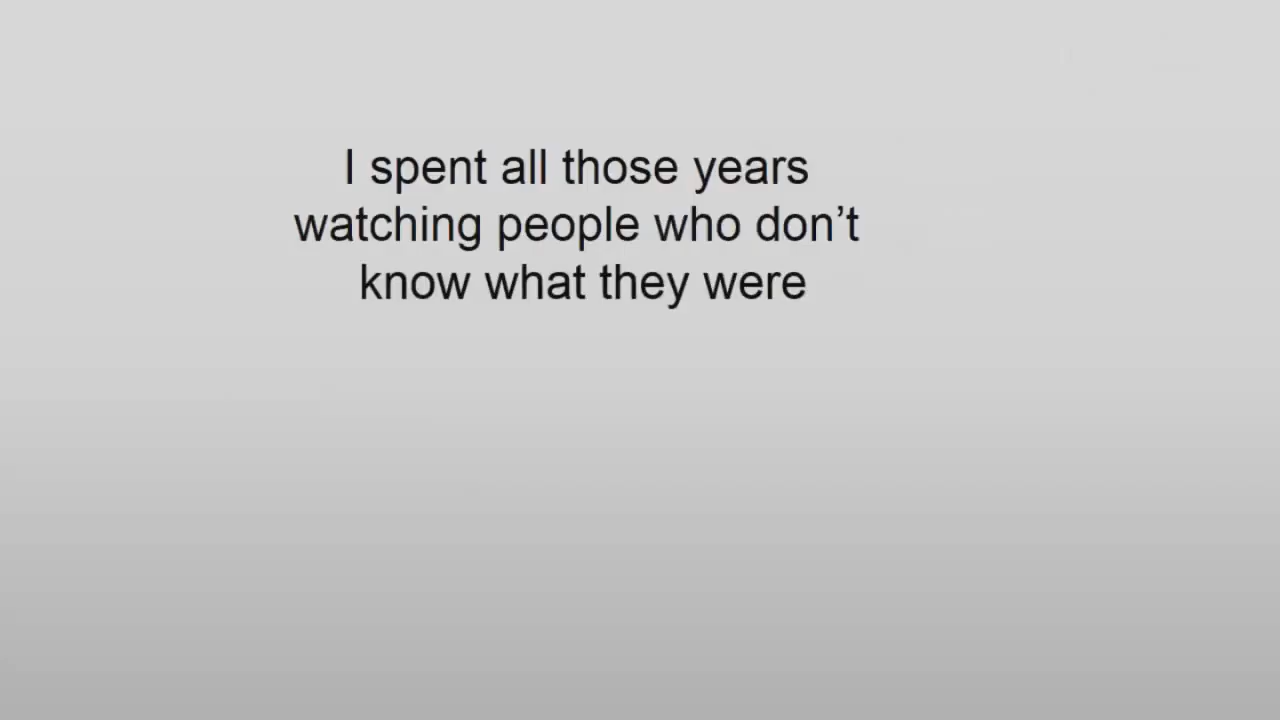 I spent all those years
watching people who don’t
know what they were